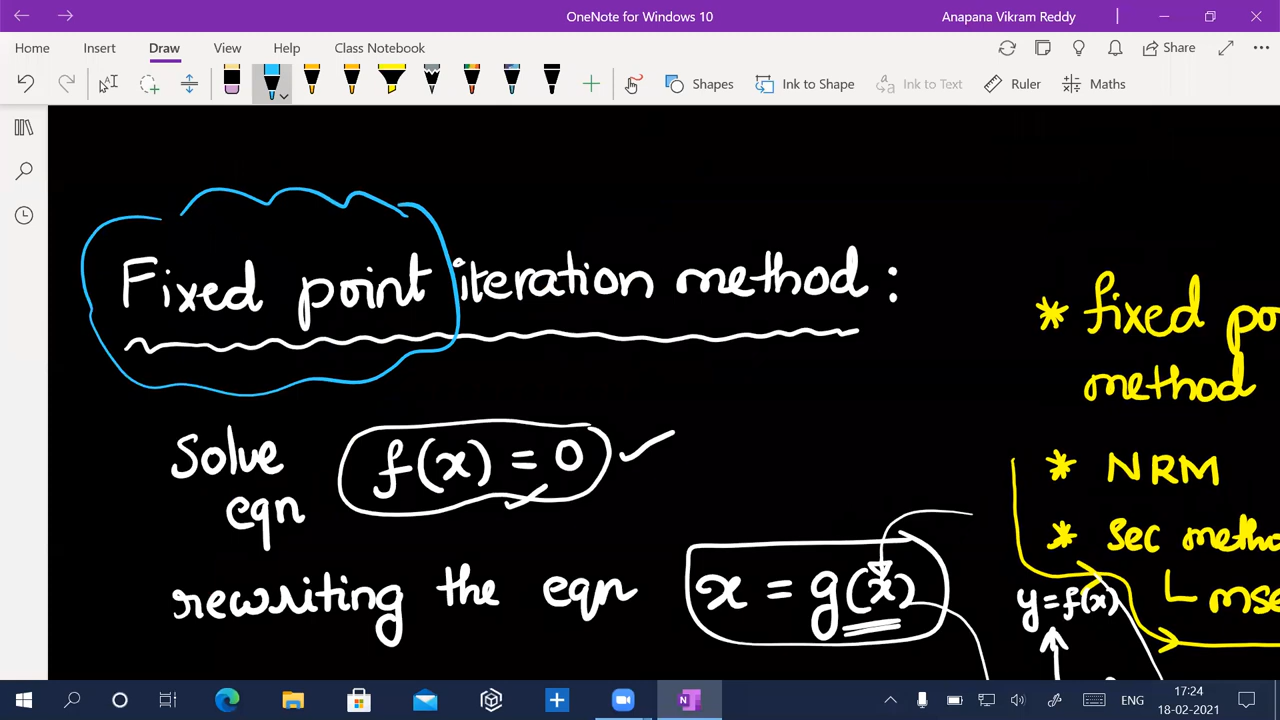 OneNote for Windows 10
Anapana Vikram Reddy
Home Insert Draw View Help Class Notebook
Share
Shapes Ink to Shape Ink to Text Ruler Maths
Fixed point iteration method :
Solve eqn f(x) = 0
rewriting the eqn x = g(x)
* fixed po
method
* NRM
* Sec metho
mse
y = f(x)
ENG
17:24
18-02-2021